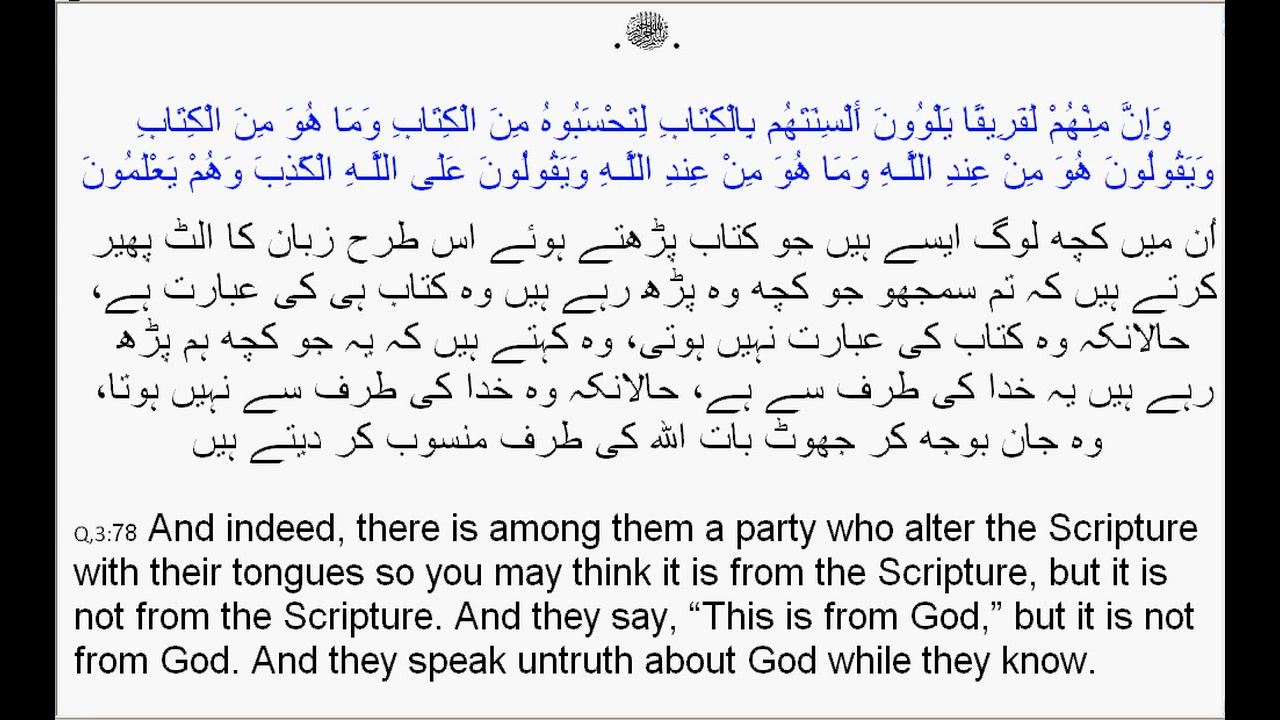 وَإِنَّ مِنْهُمْ لَفَرِيقًا يَلْوُونَ أَلْسِنَتَهُم بِالْكِتَابِ لِتَحْسَبُوهُ مِنَ الْكِتَابِ وَمَا هُوَ مِنَ الْكِتَابِ
وَيَقُولُونَ هُوَ مِنْ عِندِ اللَّـهِ وَمَا هُوَ مِنْ عِندِ اللَّـهِ وَيَقُولُونَ عَلَى اللَّـهِ الْكَذِبَ وَهُمْ يَعْلَمُونَ
اُن میں کچھ لوگ ایسے ہیں جو کتاب پڑھتے ہوئے اس طرح زبان کا الٹ پھیر
کرتے ہیں کہ تم سمجھو جو کچھ وہ پڑھ رہے ہیں وہ کتاب ہی کی عبارت ہے،
حالانکہ وہ کتاب کی عبارت نہیں ہوتی، وہ کہتے ہیں کہ یہ جو کچھ ہم پڑھ
رہے ہیں یہ خدا کی طرف سے ہے، حالانکہ وہ خدا کی طرف سے نہیں ہوتا،
وہ جان بوجھ کر جھوٹ بات اللہ کی طرف منسوب کر دیتے ہیں
Q,3:78 And indeed, there is among them a party who alter the Scripture
with their tongues so you may think it is from the Scripture, but it is
not from the Scripture. And they say, “This is from God,” but it is not
from God. And they speak untruth about God while they know.